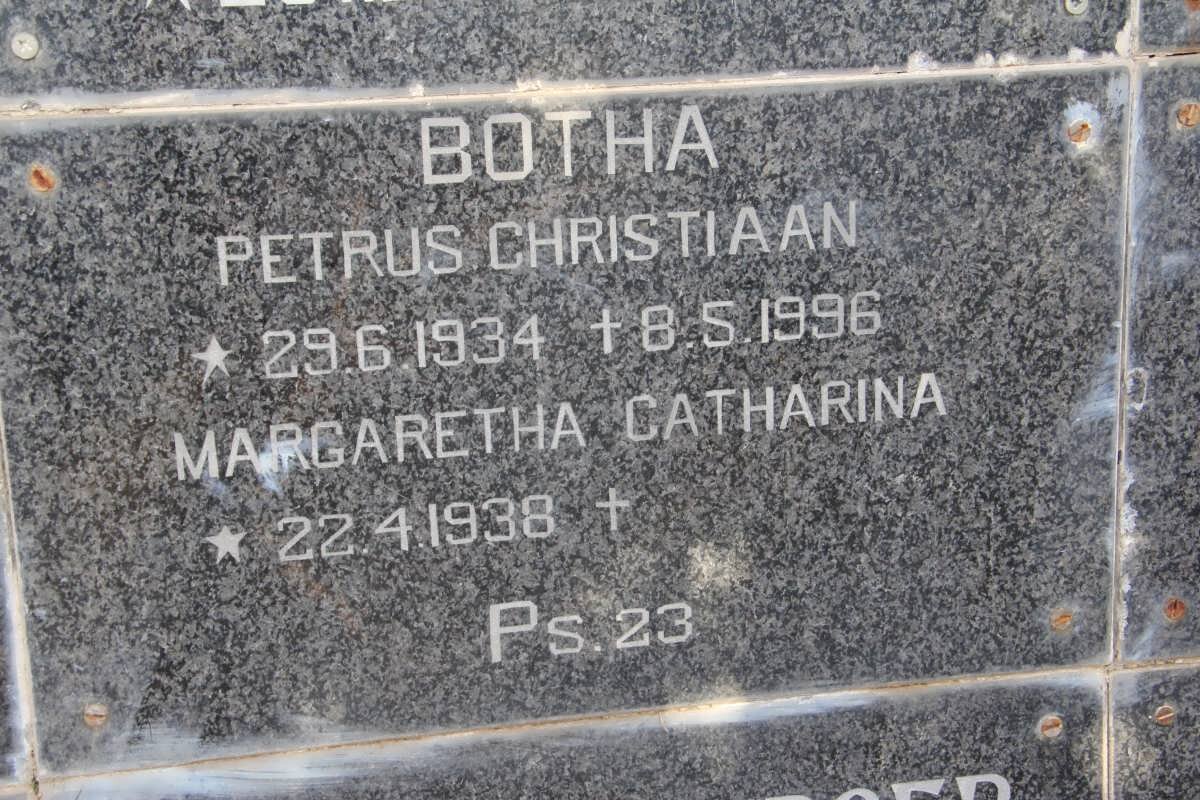 BOTHA
PETRUS CHRISTIAAN
★ 29.6.1934 †8.5.1996
MARGARETHA CATHARINA
★ 22.4.1938 †
Ps. 23